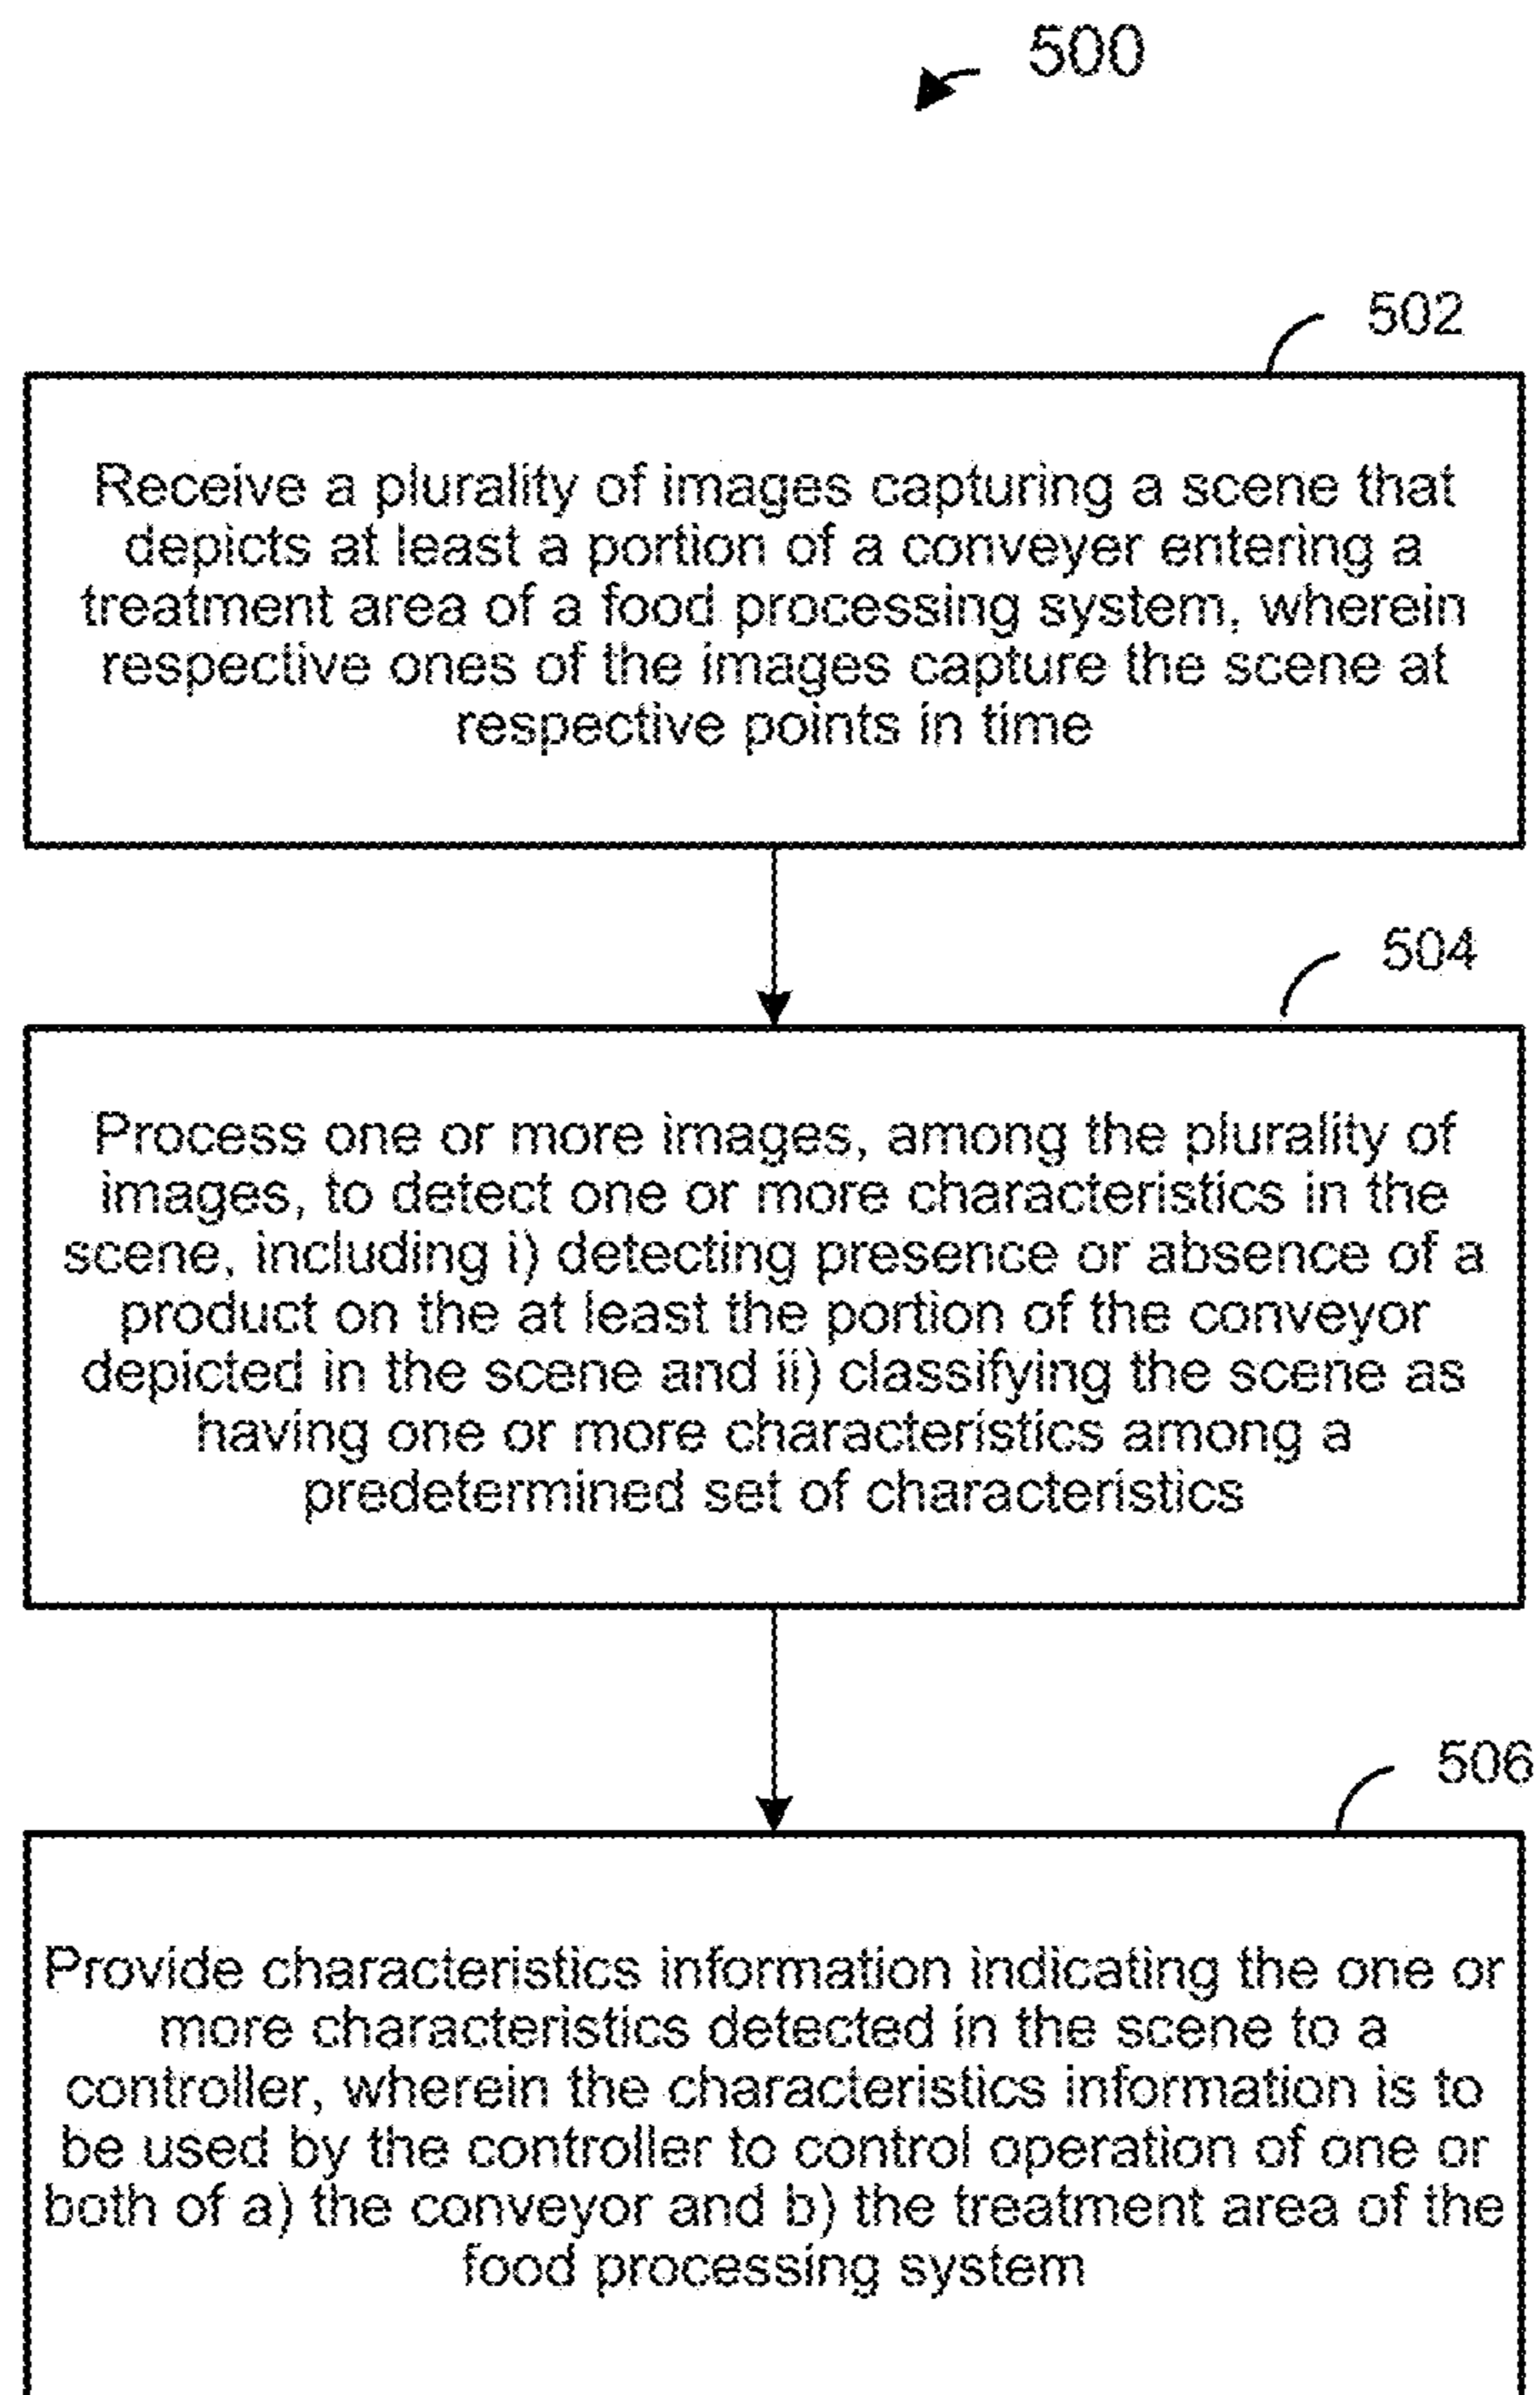 500
502
Receive a plurality of images capturing a scene that
depicts at least a portion of a conveyer entering a
treatment area of a food processing system, wherein
respective ones of the images capture the scene at
respective points in time
504
Process one or more images, among the plurality of
images, to detect one or more characteristics in the
scene, including i) detecting presence or absence of a
product on the at least the portion of the conveyor
depicted in the scene and ii) classifying the scene as
having one or more characteristics among a
predetermined set of characteristics
506
Provide characteristics information indicating the one or
more characteristics detected in the scene to a
controller, wherein the characteristics information is to
be used by the controller to control operation of one or
both of a) the conveyor and b) the treatment area of the
food processing system